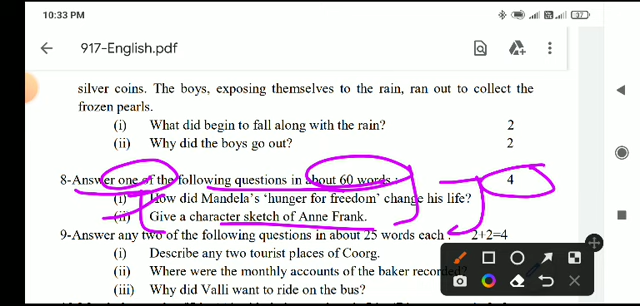 10:33 PM
37
917-English.pdf
silver coins. The boys, exposing themselves to the rain, ran out to collect the
frozen pearls.
(i) What did begin to fall along with the rain? 2
(ii) Why did the boys go out? 2
8-Answer one of the following questions in about 60 words : 4
(i) How did Mandela's ‘hunger for freedom’ change his life?
(ii) Give a character sketch of Anne Frank.
9-Answer any two of the following questions in about 25 words each : 2+2=4
(i) Describe any two tourist places of Coorg.
(ii) Where were the monthly accounts of the baker recorded?
(iii) Why did Valli want to ride on the bus?